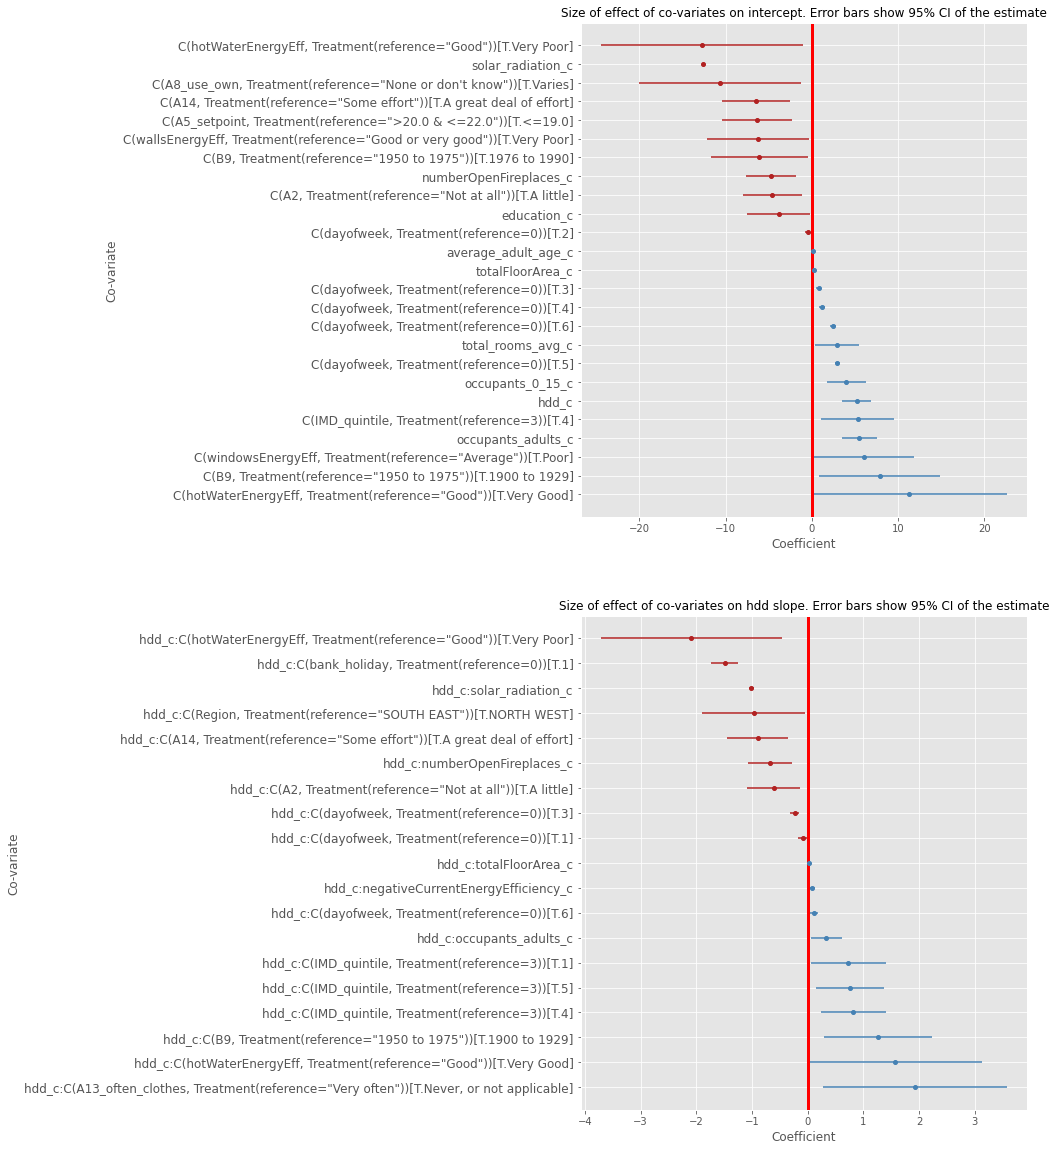 Size of effect of co-variates on intercept. Error bars show 95% CI of the estimate
C(hotWaterEnergyEff, Treatment(reference="Good"))[T.Very Poor]
solar_radiation_c
C(A8_use_own, Treatment(reference="None or don't know"))[T.Varies]
C(A14, Treatment(reference="Some effort"))[T.A great deal of effort]
C(A5_setpoint, Treatment(reference=">20.0 & <=22.0"))[T.<=19.0]
C(wallsEnergyEff, Treatment(reference="Good or very good"))[T.Very Poor]
C(B9, Treatment(reference="1950 to 1975"))[T.1976 to 1990]
numberOpenFireplaces_c
C(A2, Treatment(reference="Not at all"))[T.A little]
education_c
C(dayofweek, Treatment(reference=0))[T.2]
average_adult_age_c
totalFloorArea_c
C(dayofweek, Treatment(reference=0))[T.3]
C(dayofweek, Treatment(reference=0))[T.4]
C(dayofweek, Treatment(reference=0))[T.6]
total_rooms_avg_c
C(dayofweek, Treatment(reference=0))[T.5]
occupants_0_15_c
hdd_c
C(IMD_quintile, Treatment(reference=3))[T.4]
occupants_adults_c
C(windowsEnergyEff, Treatment(reference="Average"))[T.Poor]
C(B9, Treatment(reference="1950 to 1975"))[T.1900 to 1929]
C(hotWaterEnergyEff, Treatment(reference="Good"))[T.Very Good]
Co-variate
−20 −10 0 10 20
Coefficient
Size of effect of co-variates on hdd slope. Error bars show 95% CI of the estimate
hdd_c:C(hotWaterEnergyEff, Treatment(reference="Good"))[T.Very Poor]
hdd_c:C(bank_holiday, Treatment(reference=0))[T.1]
hdd_c:solar_radiation_c
hdd_c:C(Region, Treatment(reference="SOUTH EAST"))[T.NORTH WEST]
hdd_c:C(A14, Treatment(reference="Some effort"))[T.A great deal of effort]
hdd_c:numberOpenFireplaces_c
hdd_c:C(A2, Treatment(reference="Not at all"))[T.A little]
hdd_c:C(dayofweek, Treatment(reference=0))[T.3]
hdd_c:C(dayofweek, Treatment(reference=0))[T.1]
hdd_c:totalFloorArea_c
hdd_c:negativeCurrentEnergyEfficiency_c
hdd_c:C(dayofweek, Treatment(reference=0))[T.6]
hdd_c:occupants_adults_c
hdd_c:C(IMD_quintile, Treatment(reference=3))[T.1]
hdd_c:C(IMD_quintile, Treatment(reference=3))[T.5]
hdd_c:C(IMD_quintile, Treatment(reference=3))[T.4]
hdd_c:C(B9, Treatment(reference="1950 to 1975"))[T.1900 to 1929]
hdd_c:C(hotWaterEnergyEff, Treatment(reference="Good"))[T.Very Good]
hdd_c:C(A13_often_clothes, Treatment(reference="Very often"))[T.Never, or not applicable]
Co-variate
−4 −3 −2 −1 0 1 2 3
Coefficient